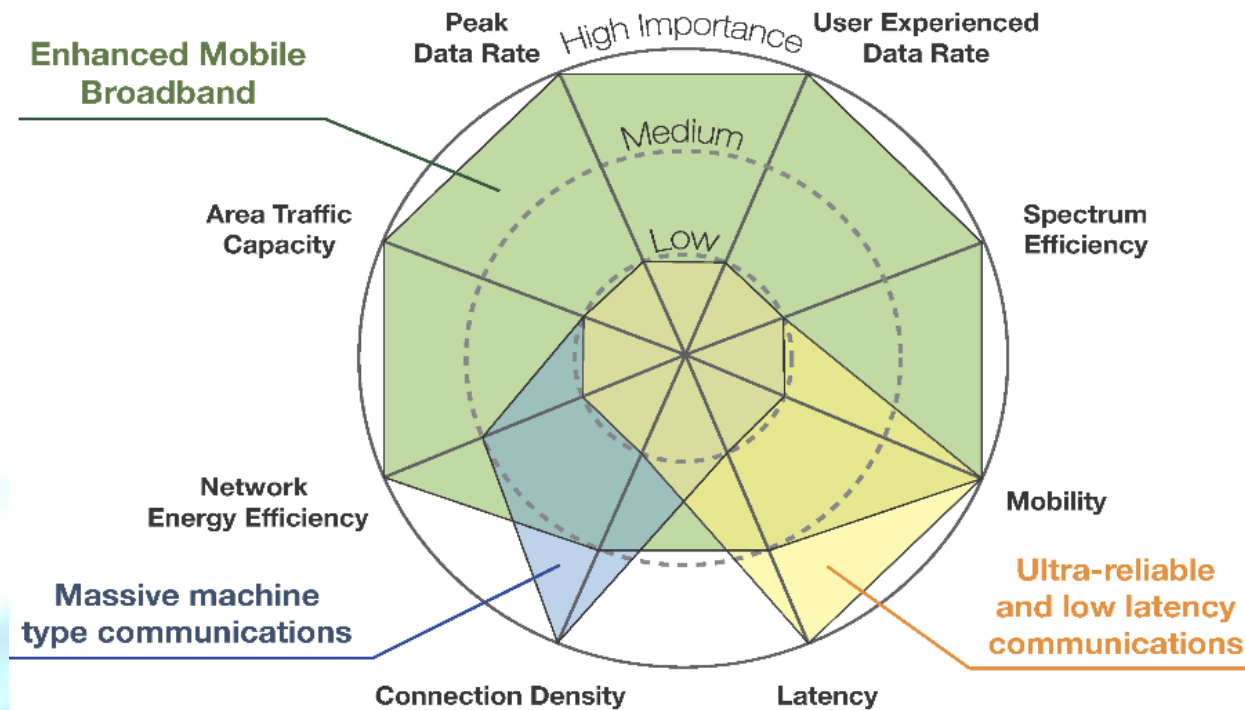 Peak
Data Rate
High Importance
User Experienced
Data Rate
Enhanced Mobile
Broadband
Medium
Area Traffic
Capacity
Low
Spectrum
Efficiency
Network
Energy Efficiency
Mobility
Massive machine
type communications
Ultra-reliable
and low latency
communications
Connection Density
Latency